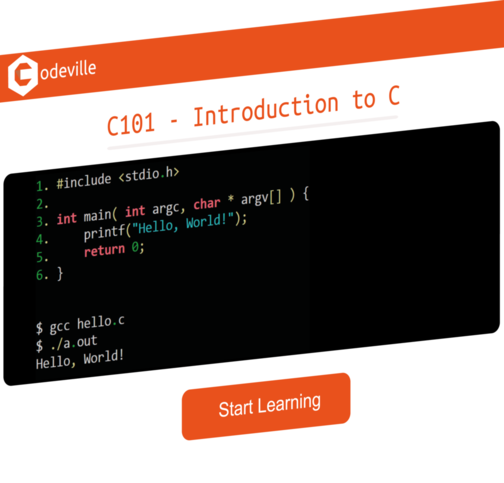 Codeville
C101 - Introduction to C
1. #include <stdio.h>
2.
3. int main( int argc, char * argv[] ) {
4.     printf("Hello, World!");
5.     return 0;
6. }
$ gcc hello.c
$ ./a.out
Hello, World!
Start Learning